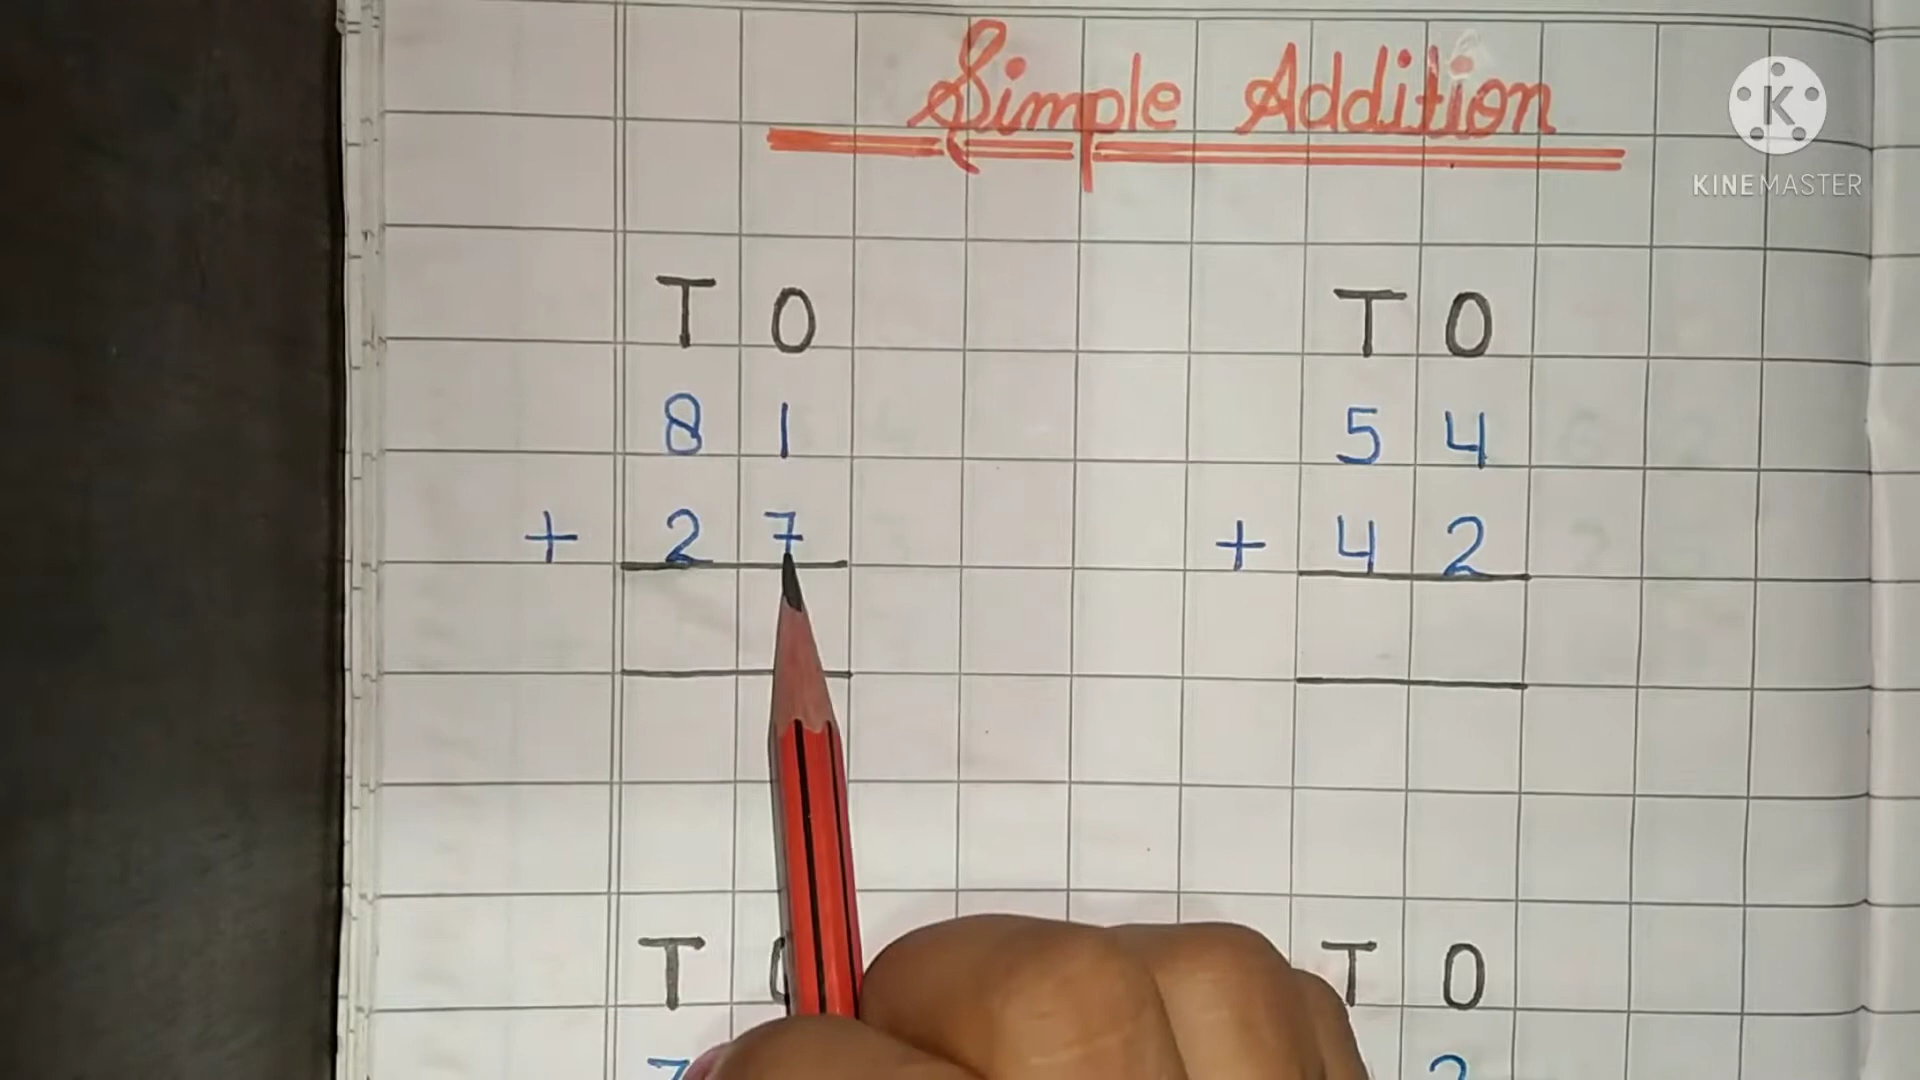 Simple Addition
KINEMASTER
T O
8 1
+ 2 7
T O
5 4
+ 4 2
T
T O